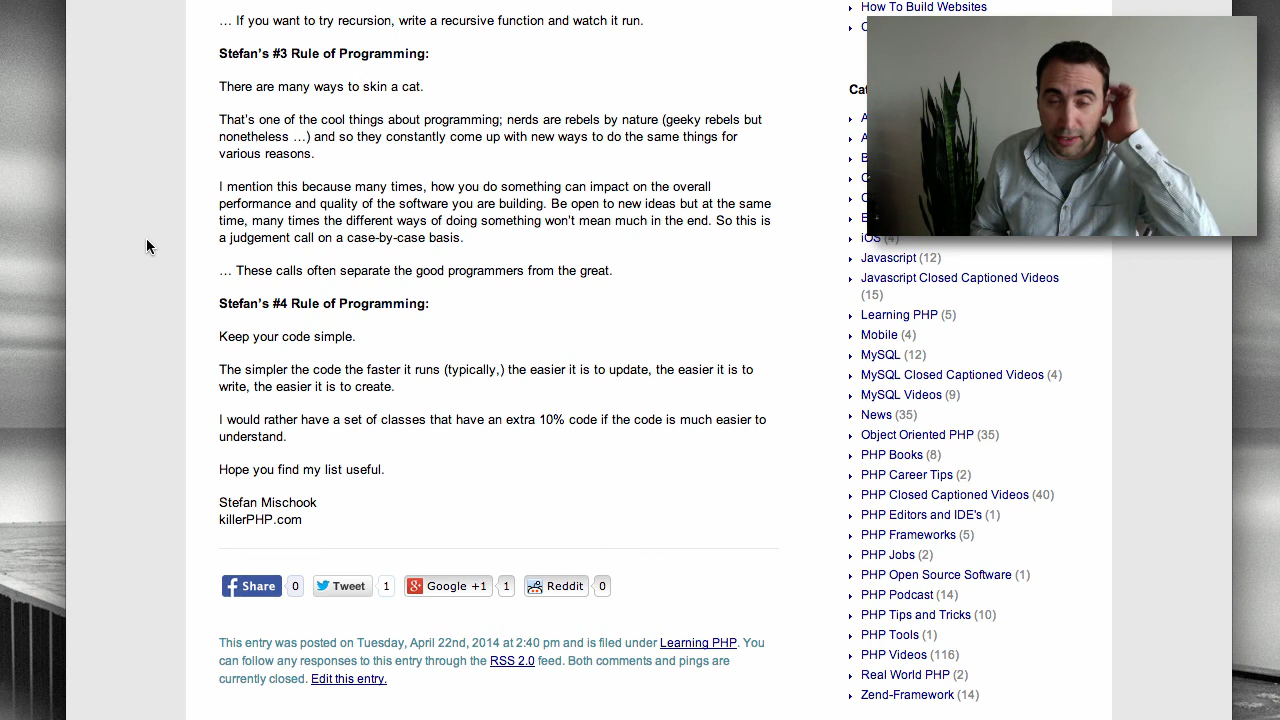 … If you want to try recursion, write a recursive function and watch it run.
Stefan's #3 Rule of Programming:
There are many ways to skin a cat.
That's one of the cool things about programming; nerds are rebels by nature (geeky rebels but
nonetheless …) and so they constantly come up with new ways to do the same things for
various reasons.
I mention this because many times, how you do something can impact on the overall
performance and quality of the software you are building. Be open to new ideas but at the same
time, many times the different ways of doing something won't mean much in the end. So this is
a judgement call on a case-by-case basis.
… These calls often separate the good programmers from the great.
Stefan's #4 Rule of Programming:
Keep your code simple.
The simpler the code the faster it runs (typically,) the easier it is to update, the easier it is to
write, the easier it is to create.
I would rather have a set of classes that have an extra 10% code if the code is much easier to
understand.
Hope you find my list useful.
Stefan Mischook
killerPHP.com
Share 0 Tweet 1 Google +1 1 Reddit 0
This entry was posted on Tuesday, April 22nd, 2014 at 2:40 pm and is filed under Learning PHP. You
can follow any responses to this entry through the RSS 2.0 feed. Both comments and pings are
currently closed. Edit this entry.
How To Build Websites
iOS (4)
Javascript (12)
Javascript Closed Captioned Videos
(15)
Learning PHP (5)
Mobile (4)
MySQL (12)
MySQL Closed Captioned Videos (4)
MySQL Videos (9)
News (35)
Object Oriented PHP (35)
PHP Books (8)
PHP Career Tips (2)
PHP Closed Captioned Videos (40)
PHP Editors and IDE's (1)
PHP Frameworks (5)
PHP Jobs (2)
PHP Open Source Software (1)
PHP Podcast (14)
PHP Tips and Tricks (10)
PHP Tools (1)
PHP Videos (116)
Real World PHP (2)
Zend-Framework (14)